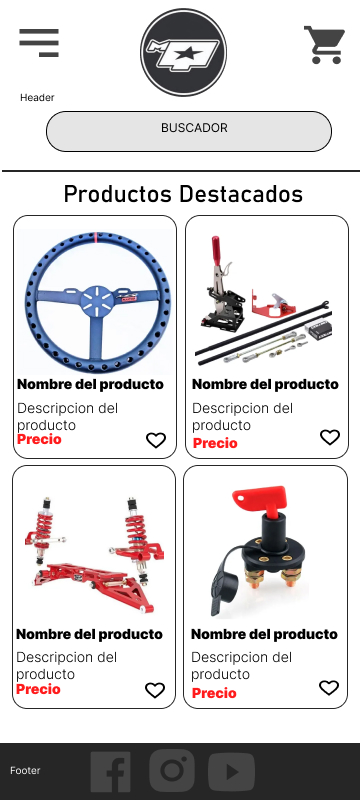 Header
BUSCADOR
Productos Destacados
Nombre del producto
Descripcion del
producto
Precio
Nombre del producto
Descripcion del
producto
Precio
Nombre del producto
Descripcion del
producto
Precio
Nombre del producto
Descripcion del
producto
Precio
Footer